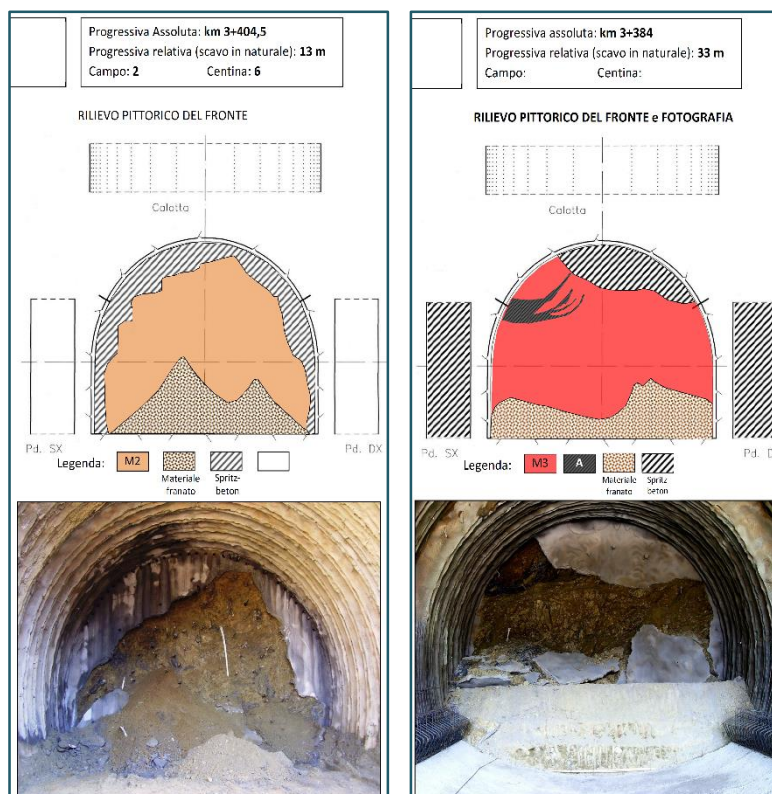 Progressiva Assoluta: km 3+404,5
Progressiva relativa (scavo in naturale): 13 m
Campo: 2 Centina: 6
RILIEVO PITTORICO DEL FRONTE
Calotta
Pd. SX
Pd. DX
Legenda: M2
Materiale franato
Spritz-beton
Progressiva assoluta: km 3+384
Progressiva relativa (scavo in naturale): 33 m
Campo: Centina:
RILIEVO PITTORICO DEL FRONTE e FOTOGRAFIA
Calotta
Pd. SX
Pd. D
Legenda: M3 A
Materiale franato
Spritz beton